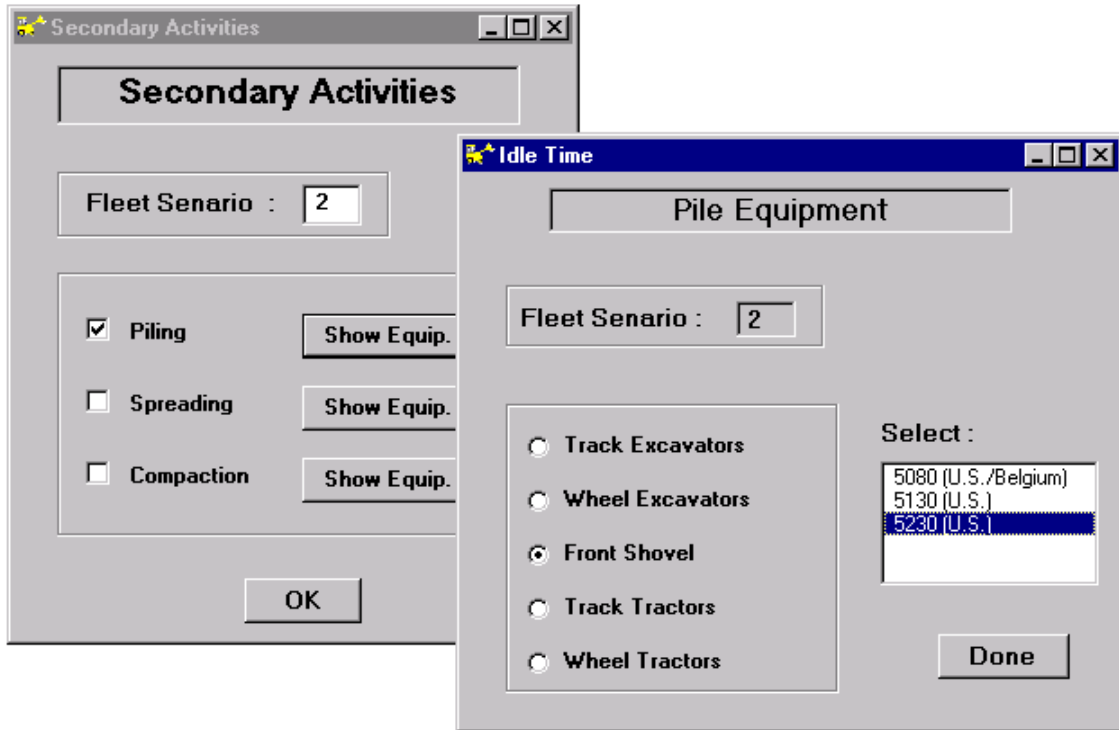 Secondary Activities
Secondary Activities
Fleet Senario : 2
Piling Show Equip.
Spreading Show Equip.
Compaction Show Equip.
OK
Idle Time
Pile Equipment
Fleet Senario : 2
Track Excavators
Wheel Excavators
Front Shovel
Track Tractors
Wheel Tractors
Select :
5080 (U.S./Belgium)
5130 (U.S.)
5230 (U.S.)
Done